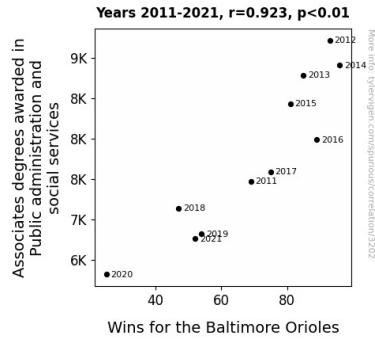 Years 2011-2021, r=0.923, p<0.01
Associates degrees awarded in
Public administration and
social services
9K
8K
8K
8K
7K
6K
2012
2014
2013
2015
2016
2017
2011
2018
2019
2021
2020
40
60
80
Wins for the Baltimore Orioles
More info: tylervigen.com/spurious/correlation/3202